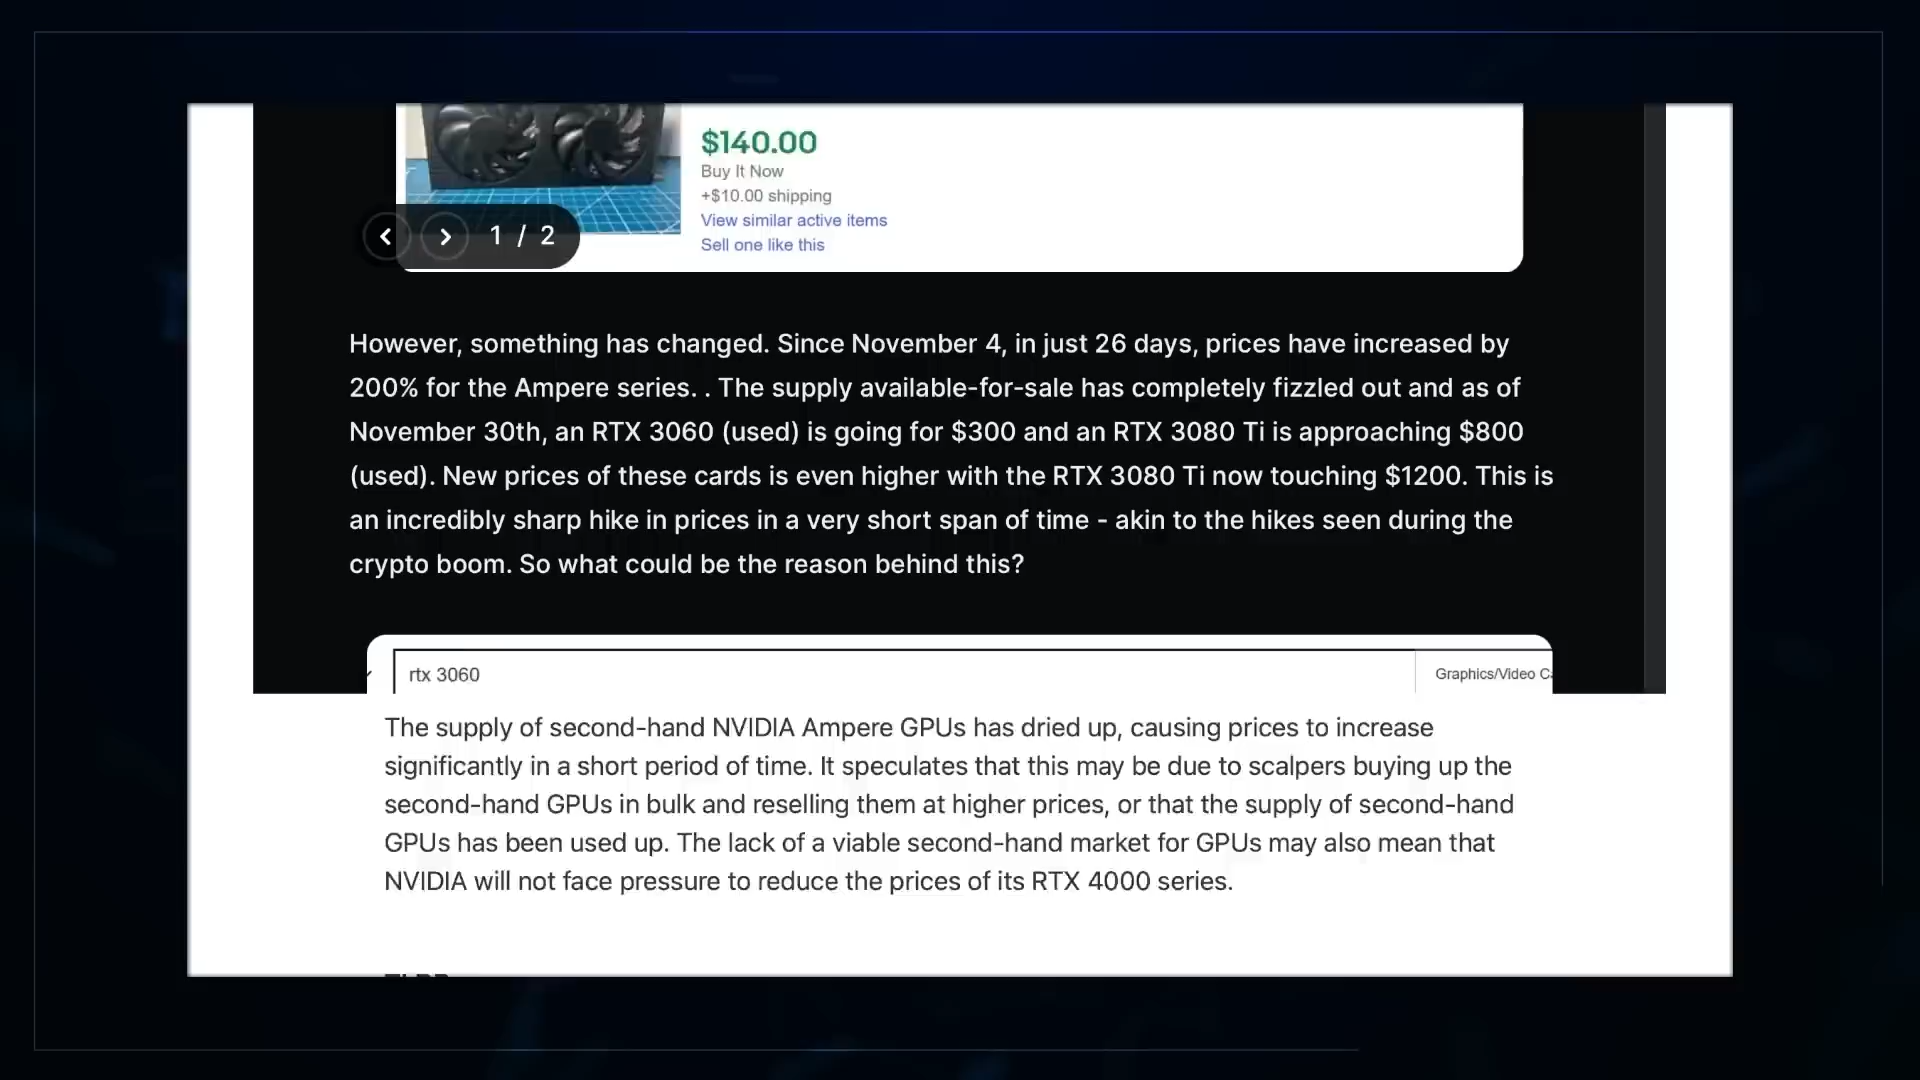 $140.00
Buy It Now
+$10.00 shipping
View similar active items
Sell one like this
1 / 2
However, something has changed. Since November 4, in just 26 days, prices have increased by
200% for the Ampere series. . The supply available-for-sale has completely fizzled out and as of
November 30th, an RTX 3060 (used) is going for $300 and an RTX 3080 Ti is approaching $800
(used). New prices of these cards is even higher with the RTX 3080 Ti now touching $1200. This is
an incredibly sharp hike in prices in a very short span of time - akin to the hikes seen during the
crypto boom. So what could be the reason behind this?
rtx 3060
Graphics/Video
The supply of second-hand NVIDIA Ampere GPUs has dried up, causing prices to increase
significantly in a short period of time. It speculates that this may be due to scalpers buying up the
second-hand GPUs in bulk and reselling them at higher prices, or that the supply of second-hand
GPUs has been used up. The lack of a viable second-hand market for GPUs may also mean that
NVIDIA will not face pressure to reduce the prices of its RTX 4000 series.